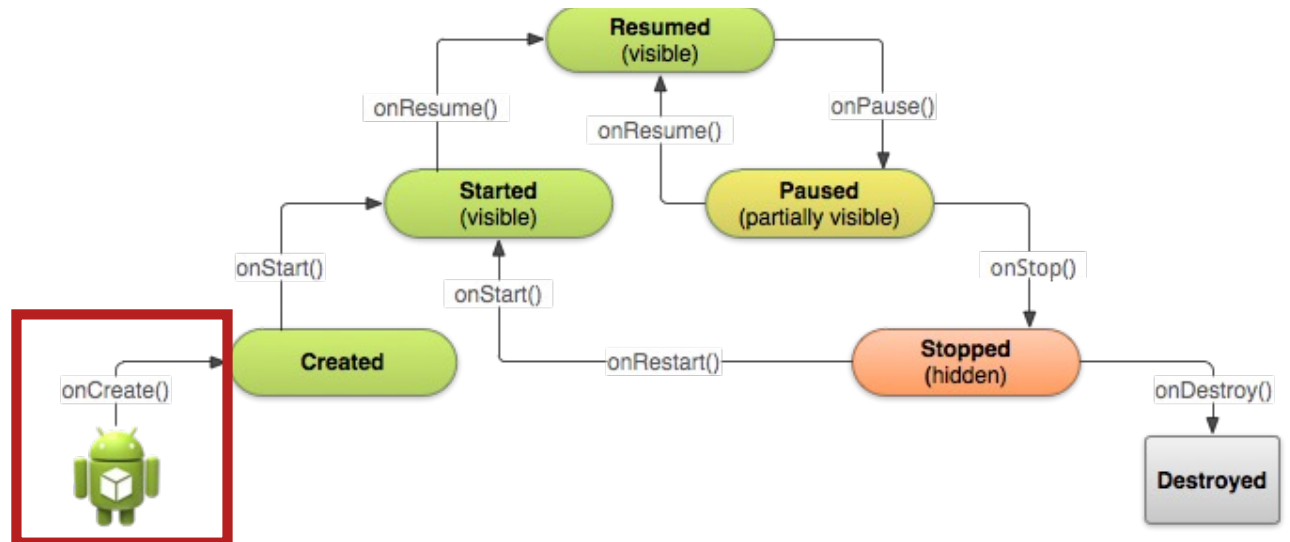 Resumed
(visible)
onResume()
onResume()
onPause()
Started
(visible)
Paused
(partially visible)
onStart()
onStart()
onStop()
onCreate()
Created
onRestart()
Stopped
(hidden)
onDestroy()
Destroyed